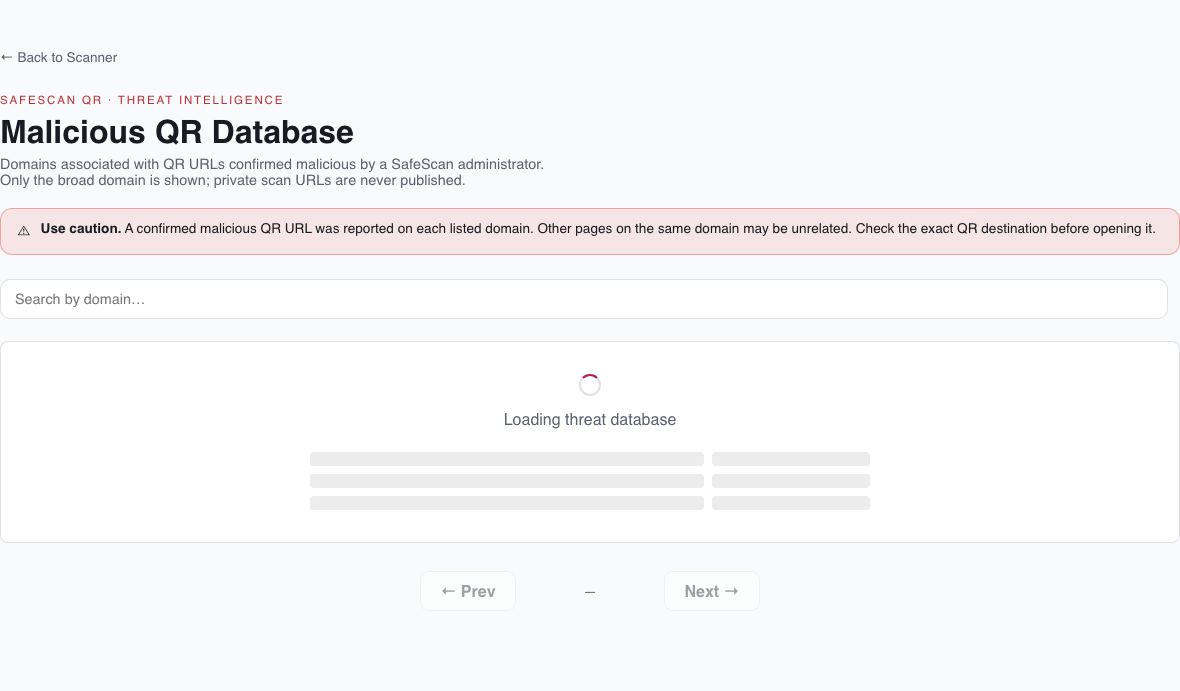 ← Back to Scanner
SAFESCAN QR · THREAT INTELLIGENCE
Malicious QR Database
Domains associated with QR URLs confirmed malicious by a SafeScan administrator.
Only the broad domain is shown; private scan URLs are never published.
⚠ Use caution. A confirmed malicious QR URL was reported on each listed domain. Other pages on the same domain may be unrelated. Check the exact QR destination before opening it.
Search by domain…
Loading threat database
← Prev – Next →